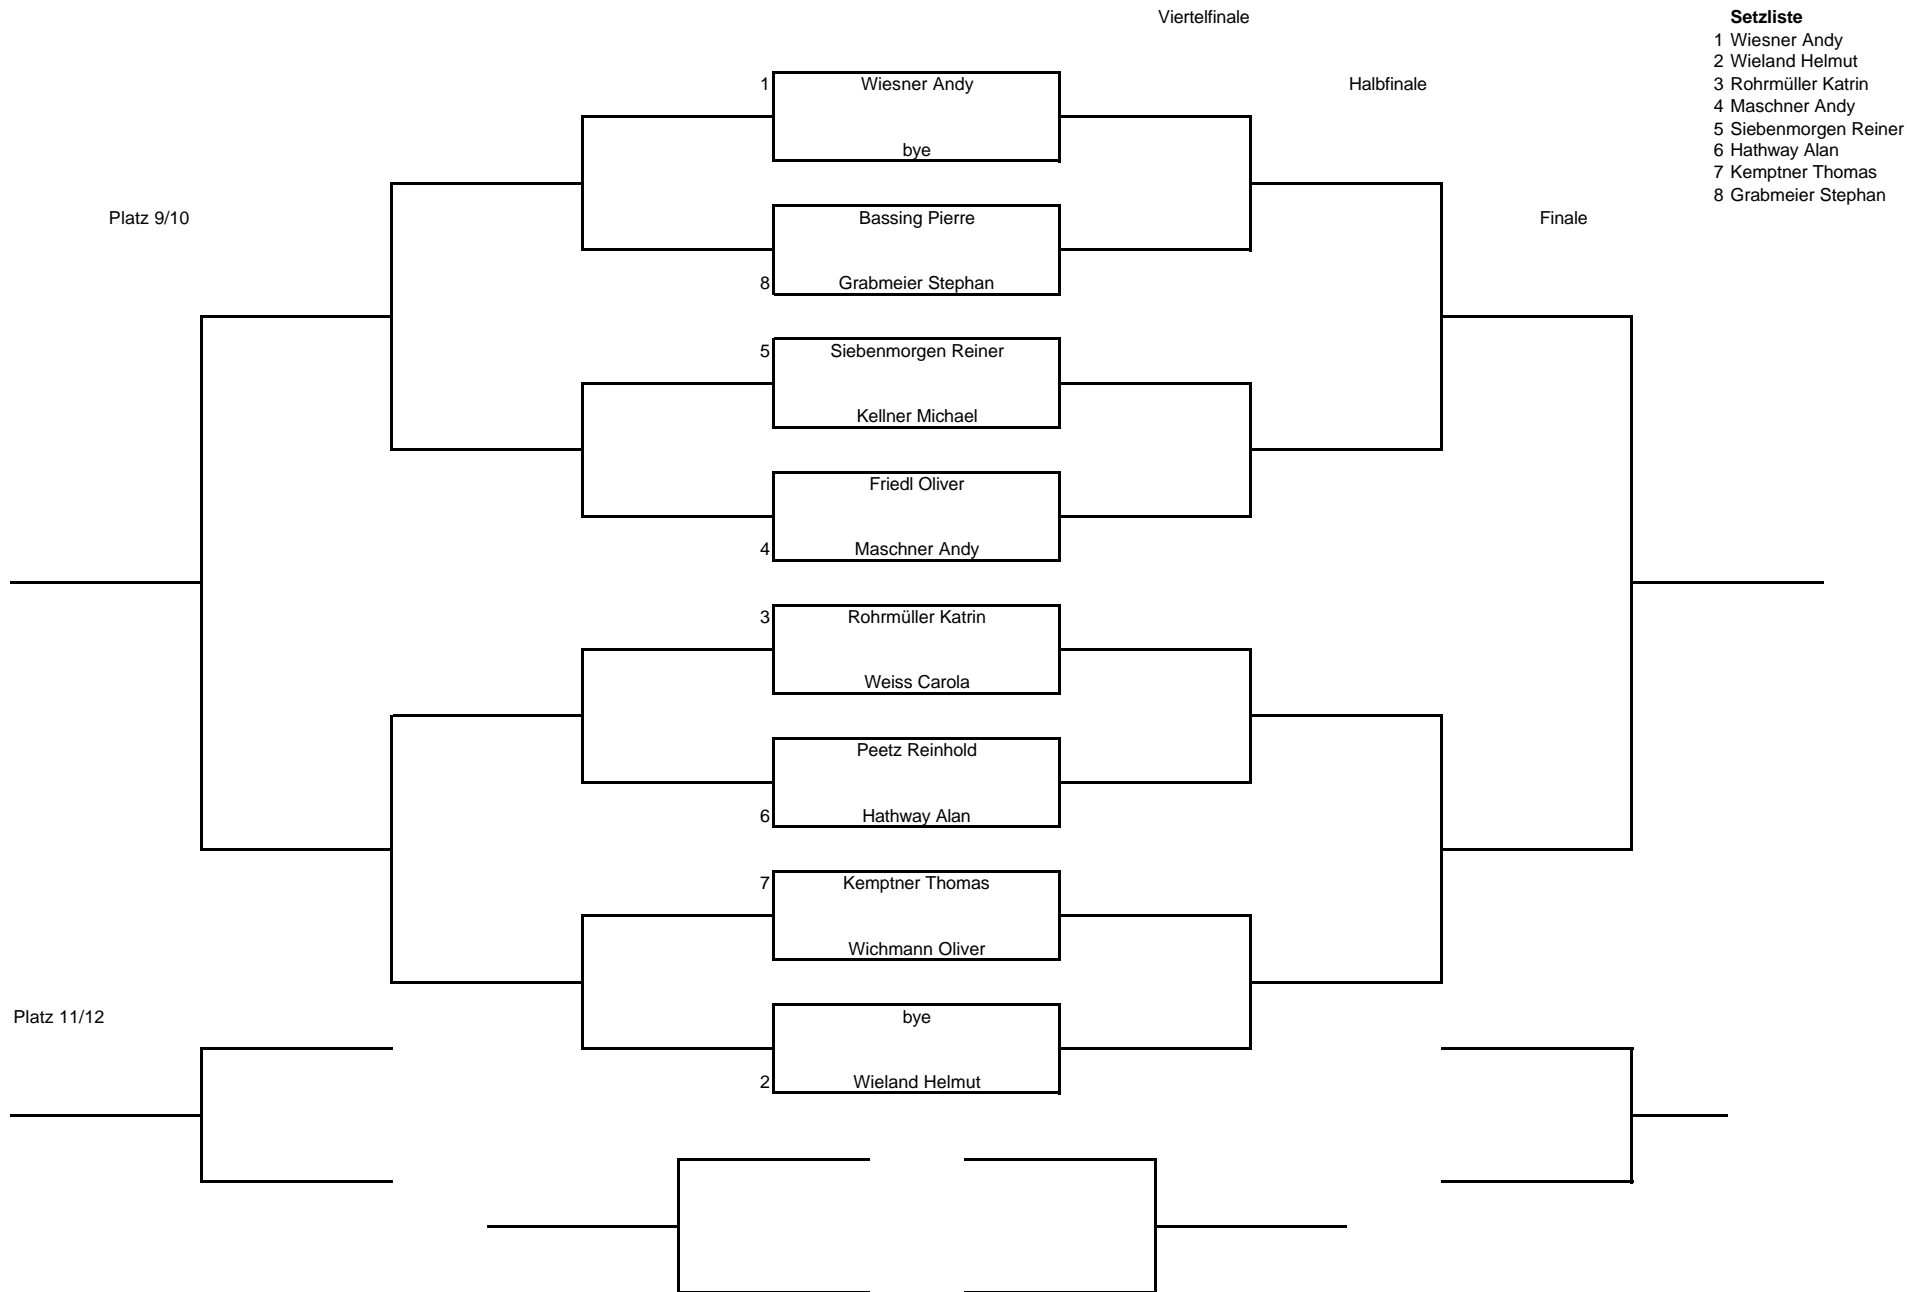 Viertelfinale
Setzliste
1 Wiesner Andy
2 Wieland Helmut
3 Rohrmüller Katrin
4 Maschner Andy
5 Siebenmorgen Reiner
6 Hathway Alan
7 Kemptner Thomas
8 Grabmeier Stephan
1 Wiesner Andy
Halbfinale
bye
Platz 9/10
Bassing Pierre
Finale
8 Grabmeier Stephan
5 Siebenmorgen Reiner
Kellner Michael
Friedl Oliver
4 Maschner Andy
3 Rohrmüller Katrin
Weiss Carola
Peetz Reinhold
6 Hathway Alan
7 Kemptner Thomas
Wichmann Oliver
Platz 11/12
bye
2 Wieland Helmut